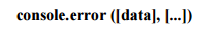 console.error ([data], [...])